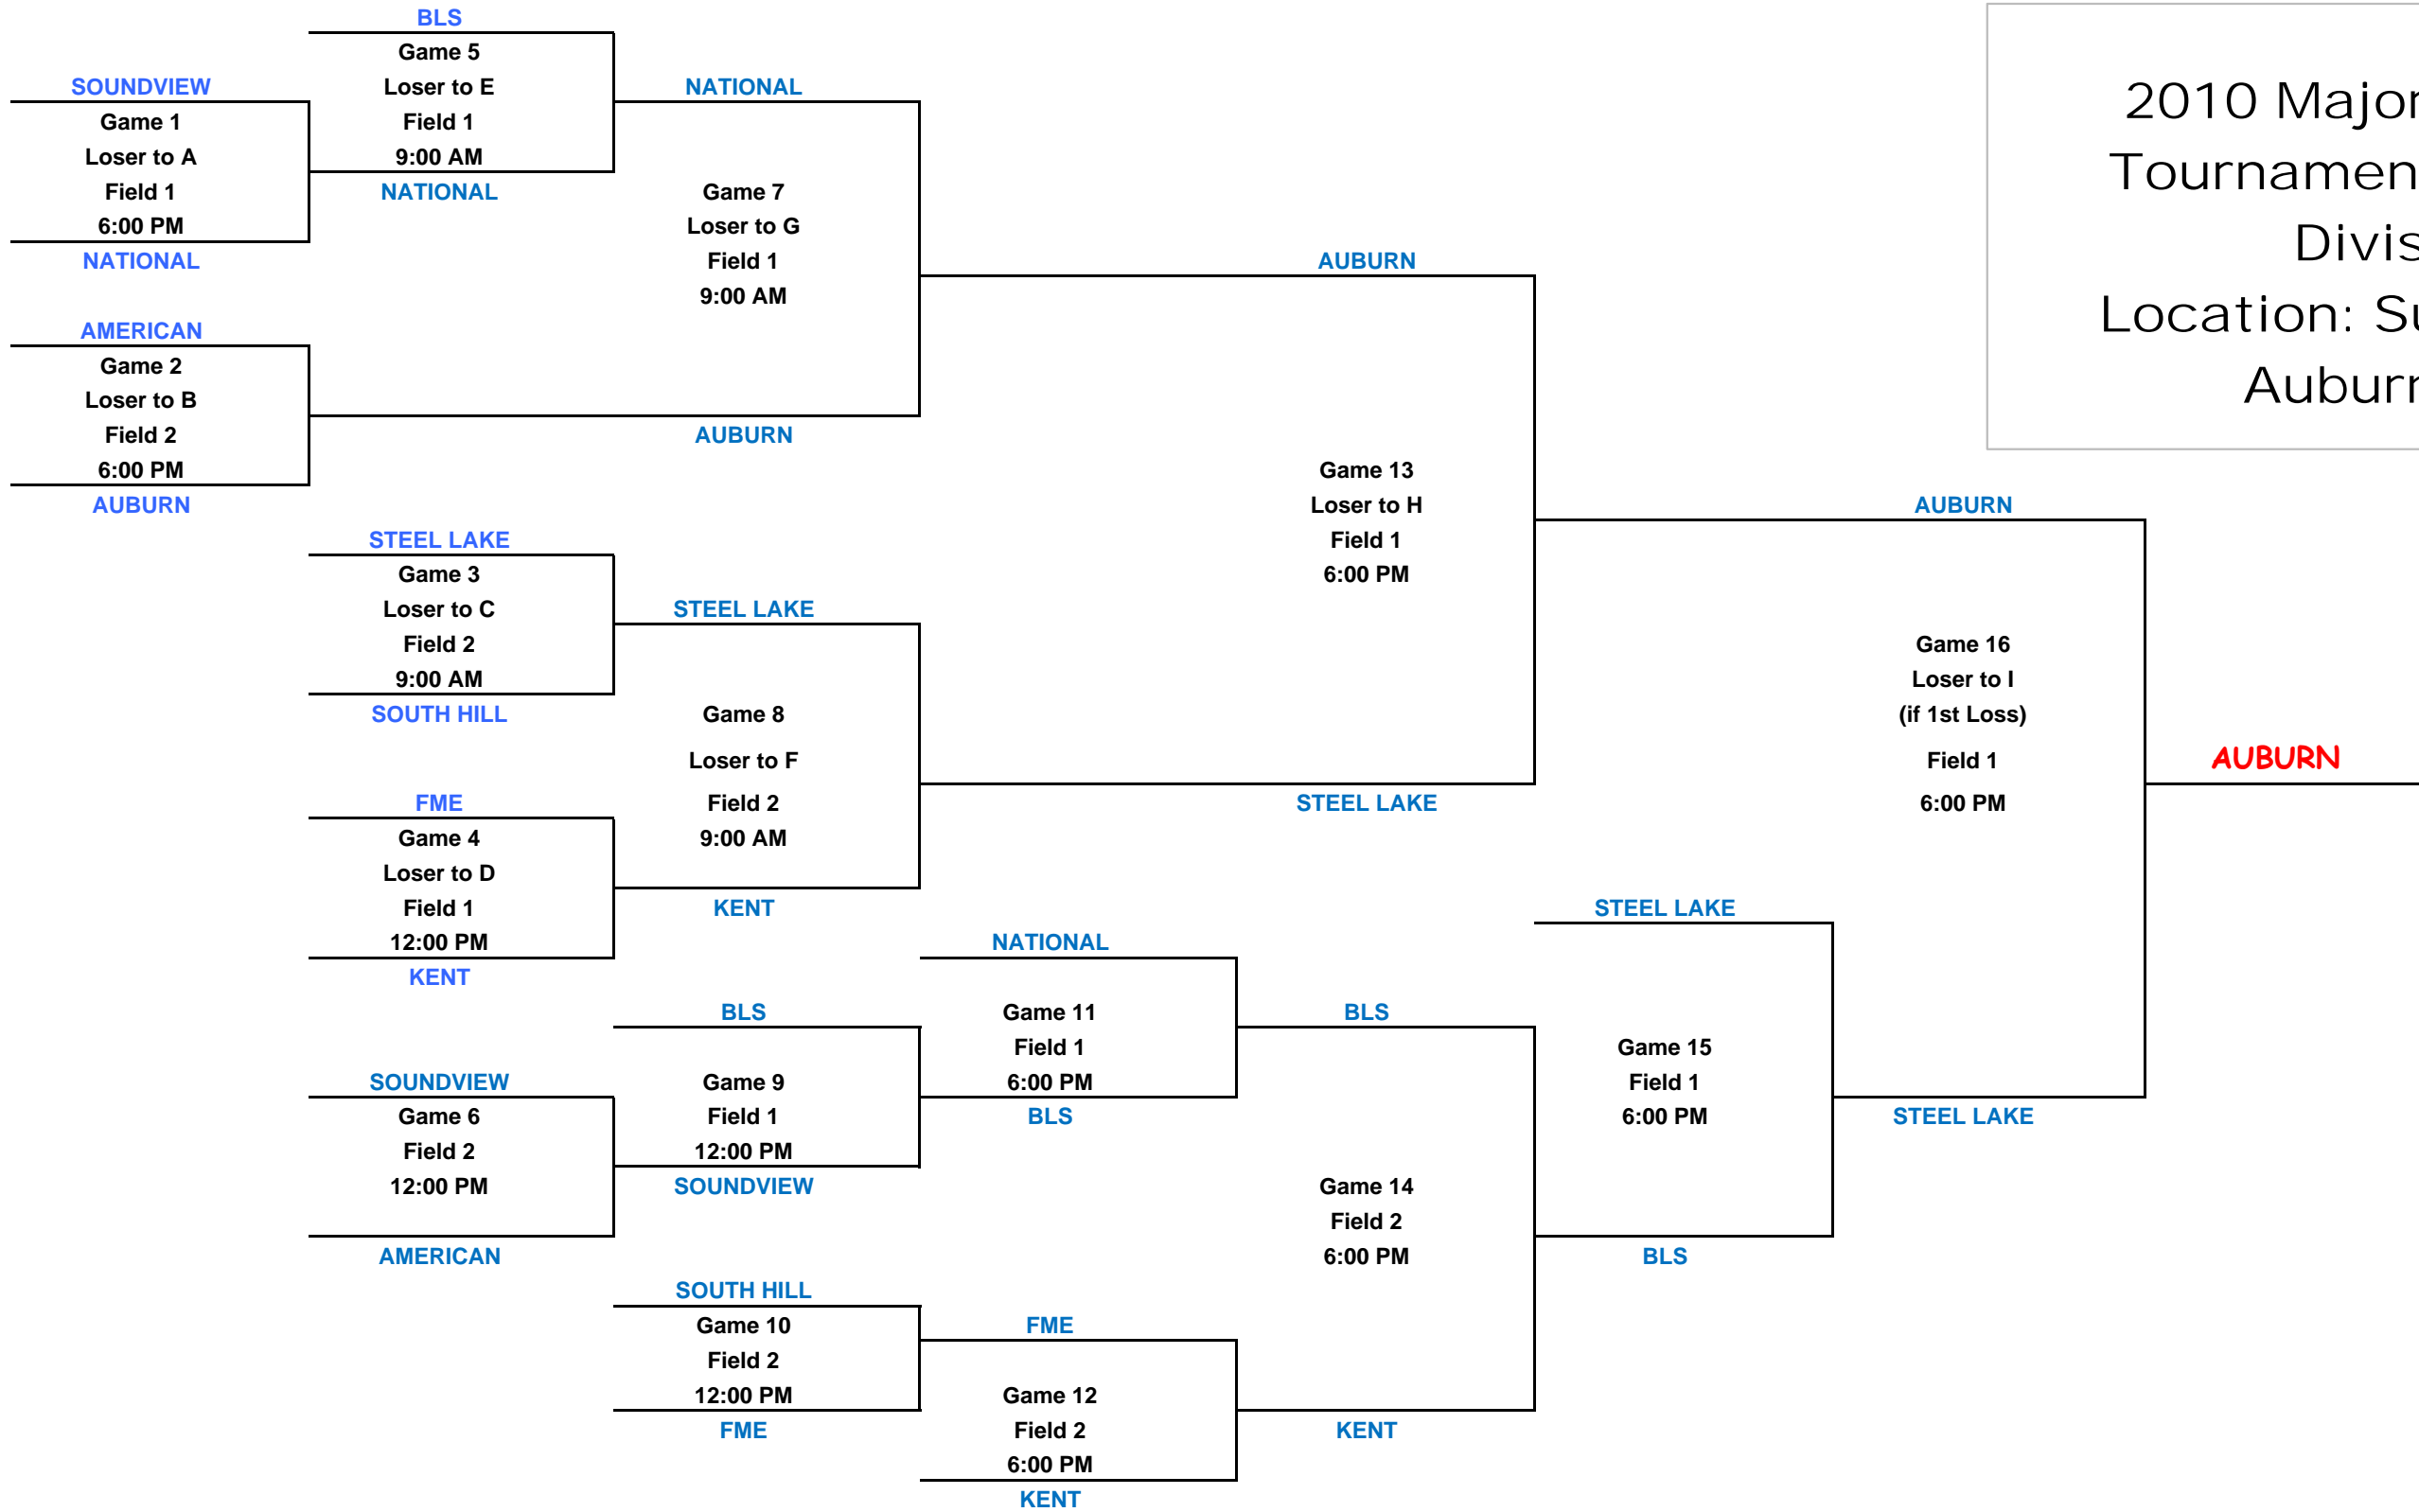 BLS
Game 5
Loser to E
Field 1
9:00 AM
NATIONAL
SOUNDVIEW
Game 1
Loser to A
Field 1
6:00 PM
NATIONAL
NATIONAL
Game 7
Loser to G
Field 1
9:00 AM
AUBURN
AMERICAN
Game 2
Loser to B
Field 2
6:00 PM
AUBURN
STEEL LAKE
Game 3
Loser to C
Field 2
9:00 AM
SOUTH HILL
STEEL LAKE
Game 8
Loser to F
Field 2
9:00 AM
KENT
FME
Game 4
Loser to D
Field 1
12:00 PM
KENT
AUBURN
Game 13
Loser to H
Field 1
6:00 PM
STEEL LAKE
2010 Major
Tournamen
Divis
Location: Su
Auburn
AUBURN
Game 16
Loser to I
(if 1st Loss)
Field 1
6:00 PM
STEEL LAKE
AUBURN
NATIONAL
Game 11
Field 1
6:00 PM
BLS
BLS
Game 9
Field 1
12:00 PM
SOUNDVIEW
SOUNDVIEW
Game 6
Field 2
12:00 PM
AMERICAN
BLS
Game 14
Field 2
6:00 PM
KENT
STEEL LAKE
Game 15
Field 1
6:00 PM
BLS
SOUTH HILL
Game 10
Field 2
12:00 PM
FME
FME
Game 12
Field 2
6:00 PM
KENT